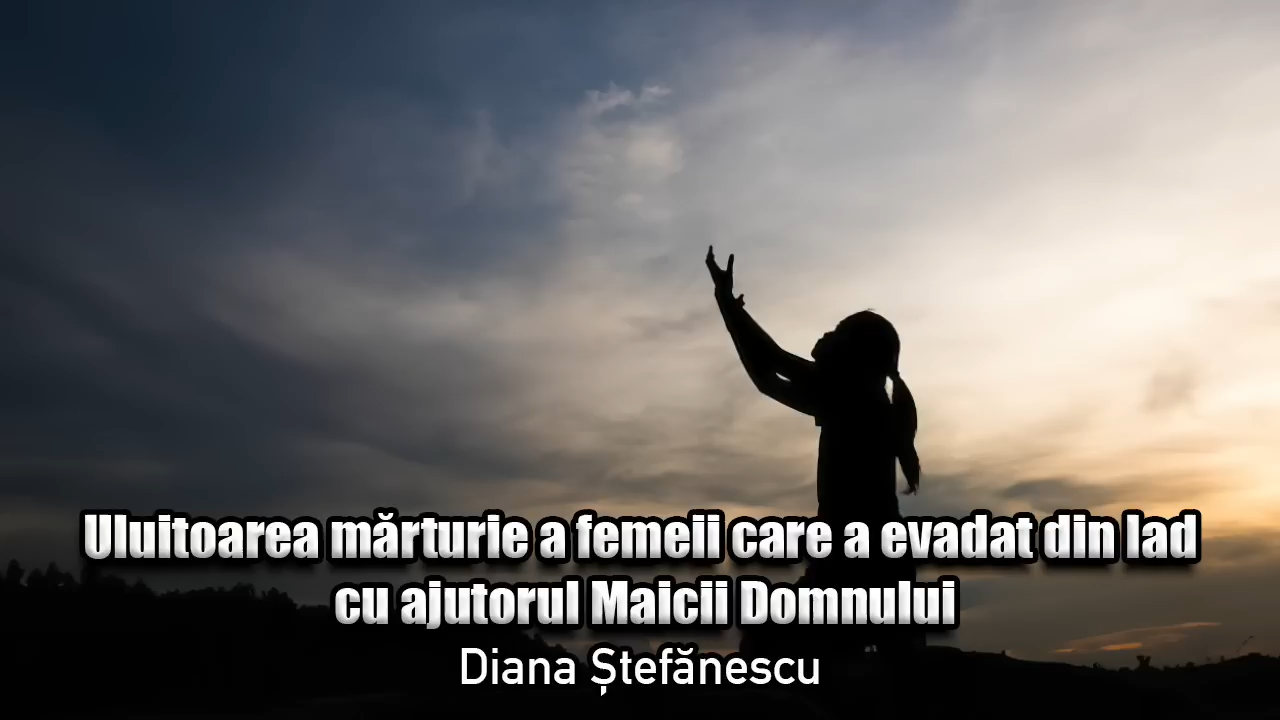 Uluitoarea mărturie a femeii care a evadat din Iad
cu ajutorul Maicii Domnului
Diana Ștefănescu